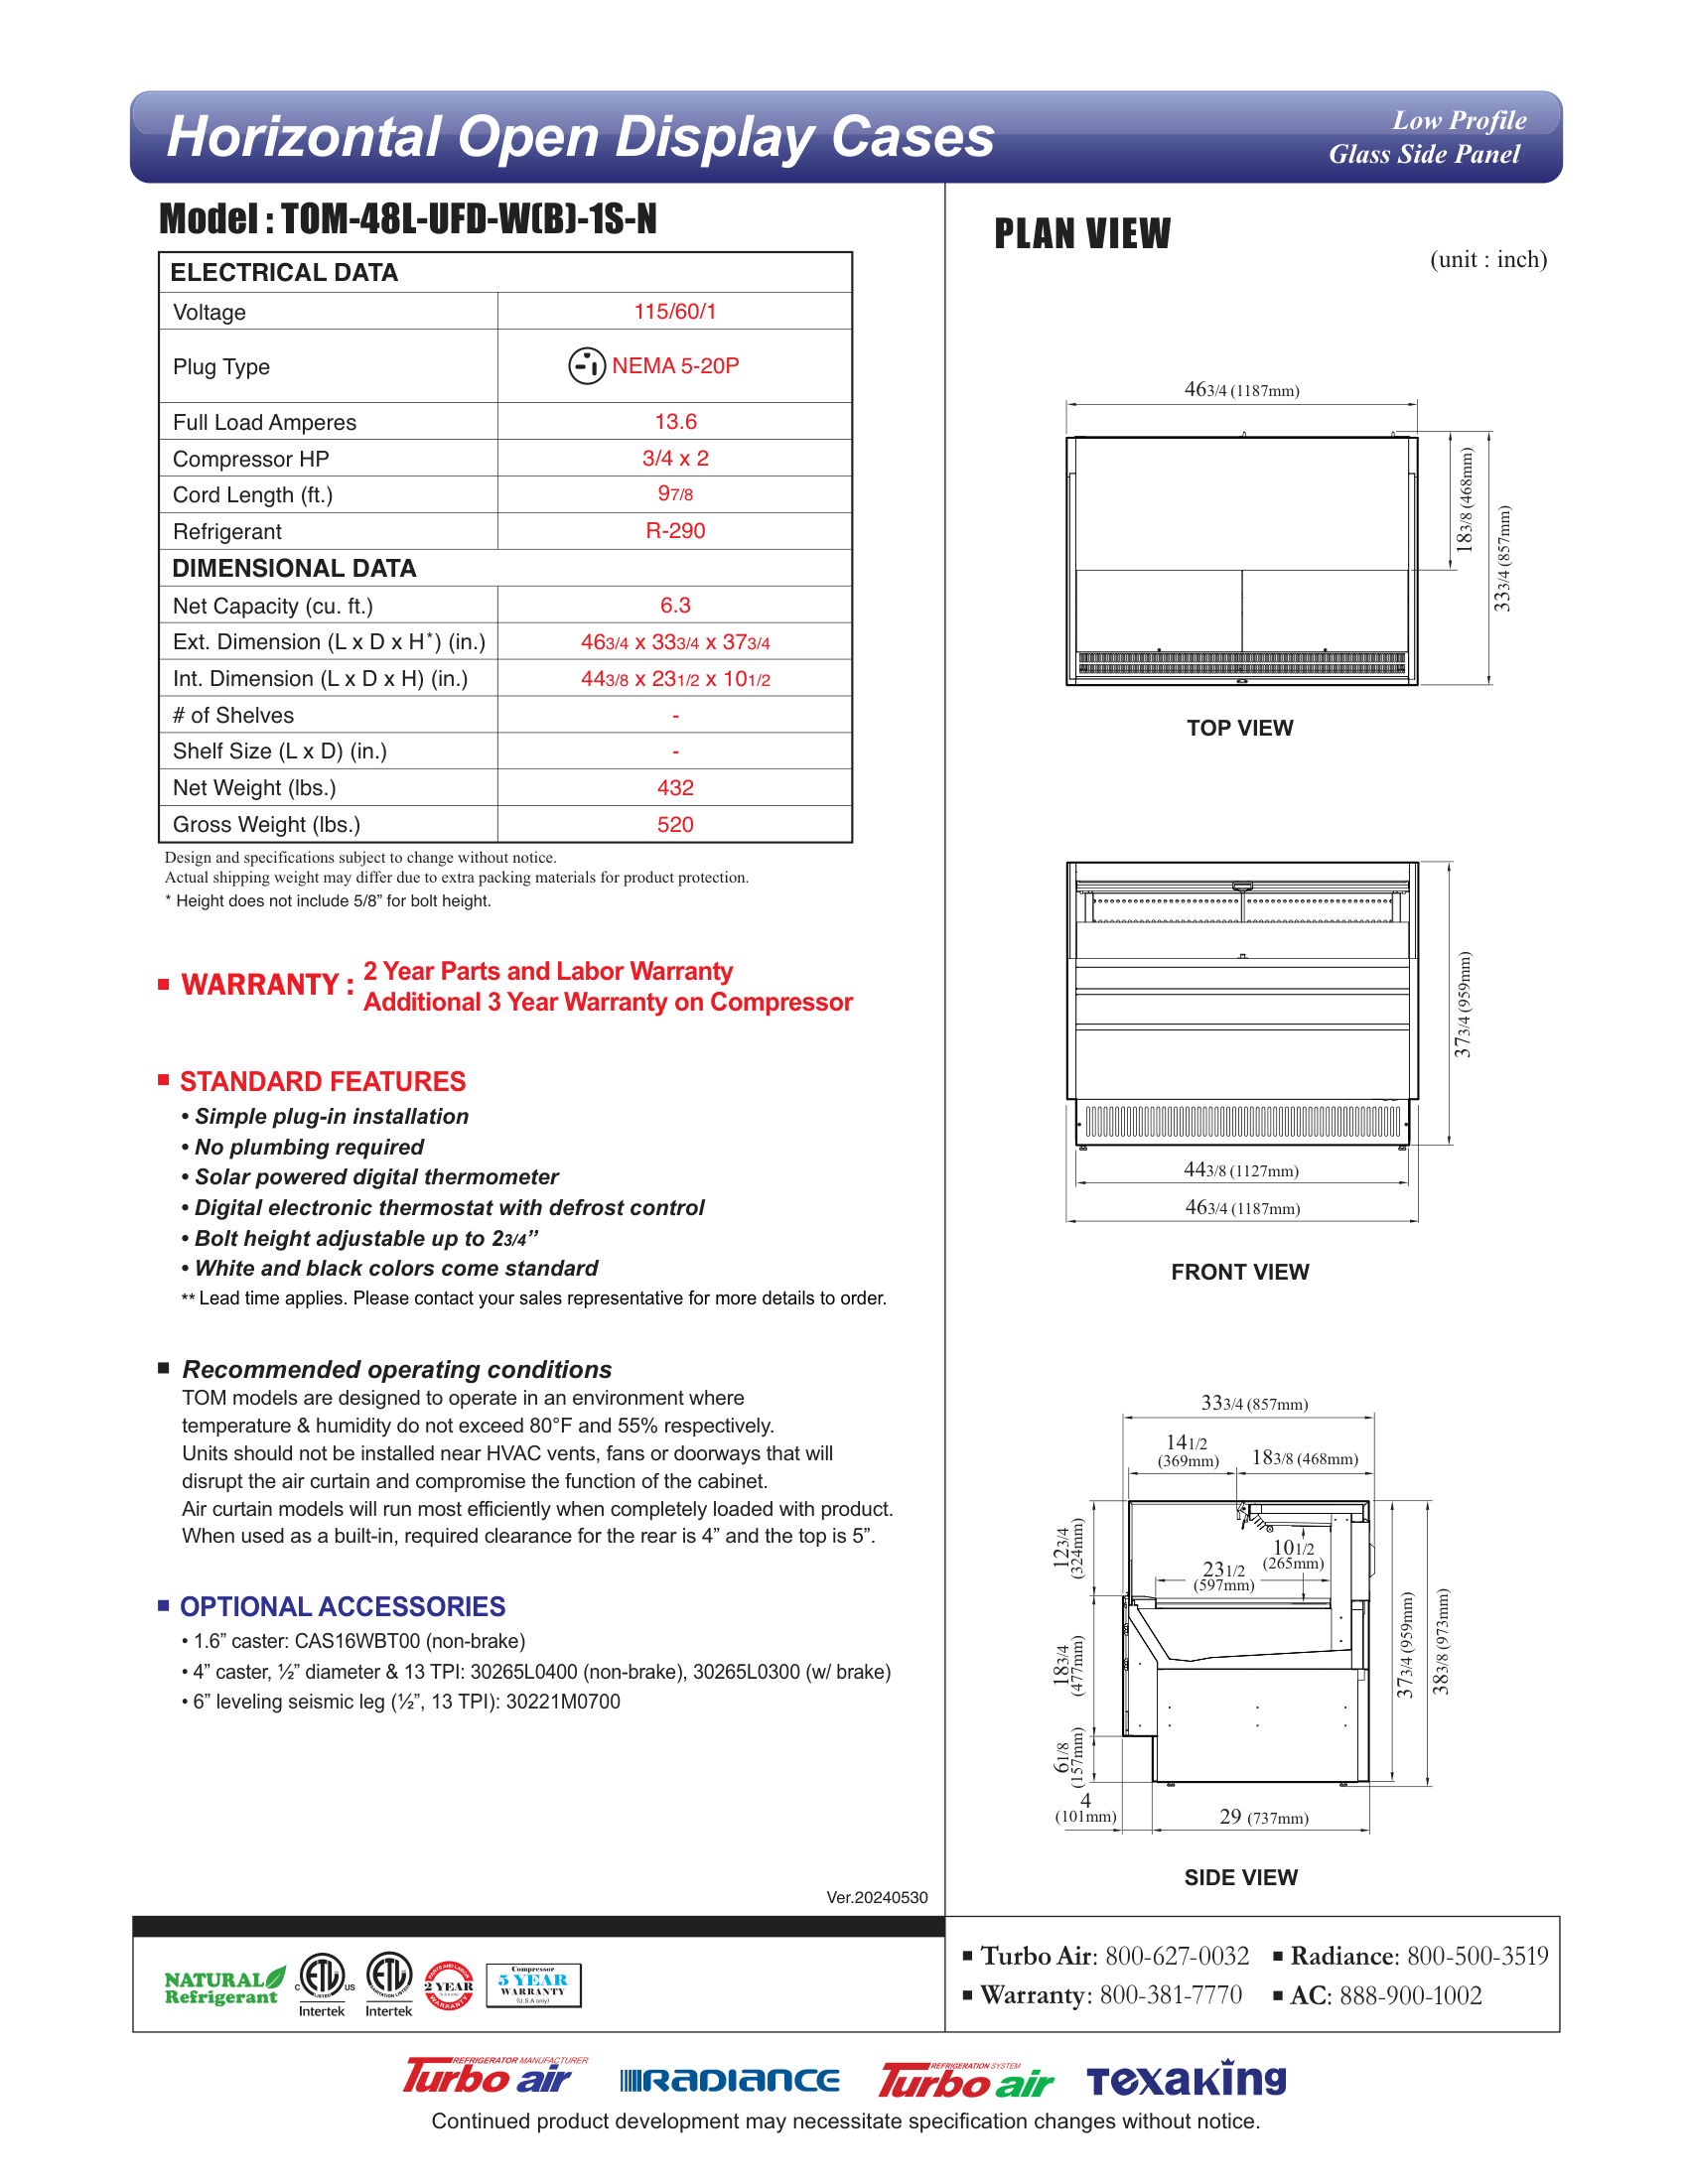 Horizontal Open Display Cases
Low Profile
Glass Side Panel
Model : TOM-48L-UFD-W(B)-1S-N
ELECTRICAL DATA
Voltage 115/60/1
Plug Type NEMA 5-20P
Full Load Amperes 13.6
Compressor HP 3/4 x 2
Cord Length (ft.) 97/8
Refrigerant R-290
DIMENSIONAL DATA
Net Capacity (cu. ft.) 6.3
Ext. Dimension (L x D x H*) (in.) 463/4 x 333/4 x 373/4
Int. Dimension (L x D x H) (in.) 443/8 x 231/2 x 101/2
# of Shelves -
Shelf Size (L x D) (in.) -
Net Weight (lbs.) 432
Gross Weight (lbs.) 520
Design and specifications subject to change without notice.
Actual shipping weight may differ due to extra packing materials for product protection.
* Height does not include 5/8” for bolt height.
■ WARRANTY : 2 Year Parts and Labor Warranty
Additional 3 Year Warranty on Compressor
■ STANDARD FEATURES
• Simple plug-in installation
• No plumbing required
• Solar powered digital thermometer
• Digital electronic thermostat with defrost control
• Bolt height adjustable up to 23/4”
• White and black colors come standard
** Lead time applies. Please contact your sales representative for more details to order.
■ Recommended operating conditions
TOM models are designed to operate in an environment where
temperature & humidity do not exceed 80°F and 55% respectively.
Units should not be installed near HVAC vents, fans or doorways that will
disrupt the air curtain and compromise the function of the cabinet.
Air curtain models will run most efficiently when completely loaded with product.
When used as a built-in, required clearance for the rear is 4” and the top is 5”.
■ OPTIONAL ACCESSORIES
• 1.6” caster: CAS16WBT00 (non-brake)
• 4” caster, ½” diameter & 13 TPI: 30265L0400 (non-brake), 30265L0300 (w/ brake)
• 6” leveling seismic leg (½”, 13 TPI): 30221M0700
Ver.20240530
PLAN VIEW
(unit : inch)
463/4 (1187mm)
183/8 (468mm)
333/4 (857mm)
TOP VIEW
373/4 (959mm)
443/8 (1127mm)
463/4 (1187mm)
FRONT VIEW
333/4 (857mm)
141/2
(369mm)
183/8 (468mm)
123/4
(324mm)
101/2
(265mm)
231/2
(597mm)
183/4
(477mm)
373/4 (959mm)
383/8 (973mm)
61/8
(157mm)
4
(101mm)
29 (737mm)
SIDE VIEW
NATURAL
Refrigerant
C ETL US
LISTED
Intertek
ETL
SANITATION LISTED
Intertek
PARTS AND LABOR
2 YEAR
WARRANTY
Compressor
5 YEAR
WARRANTY
(U.S.A only)
■ Turbo Air: 800-627-0032 ■ Radiance: 800-500-3519
■ Warranty: 800-381-7770 ■ AC: 888-900-1002
REFRIGERATOR MANUFACTURER
Turbo air
RADIANCE
REFRIGERATION SYSTEM
Turbo air
Texaking
Continued product development may necessitate specification changes without notice.